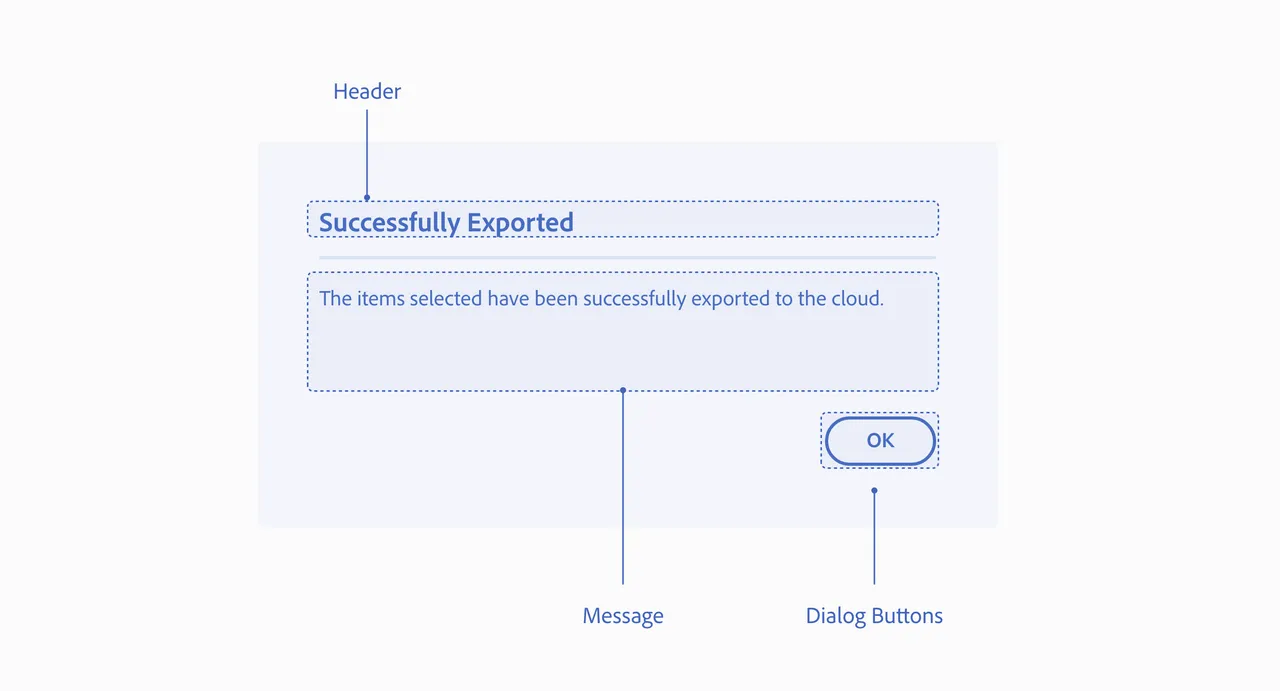 Header
Successfully Exported
The items selected have been successfully exported to the cloud.
OK
Message
Dialog Buttons